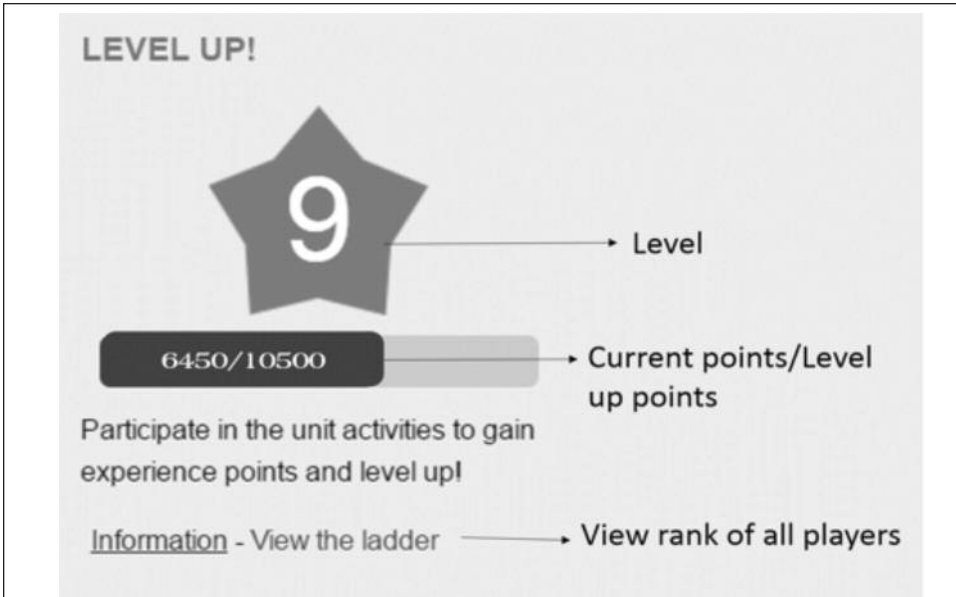 LEVEL UP!
9
Level
6450/10500
Current points/Level
up points
Participate in the unit activities to gain
experience points and level up!
Information - View the ladder
View rank of all players